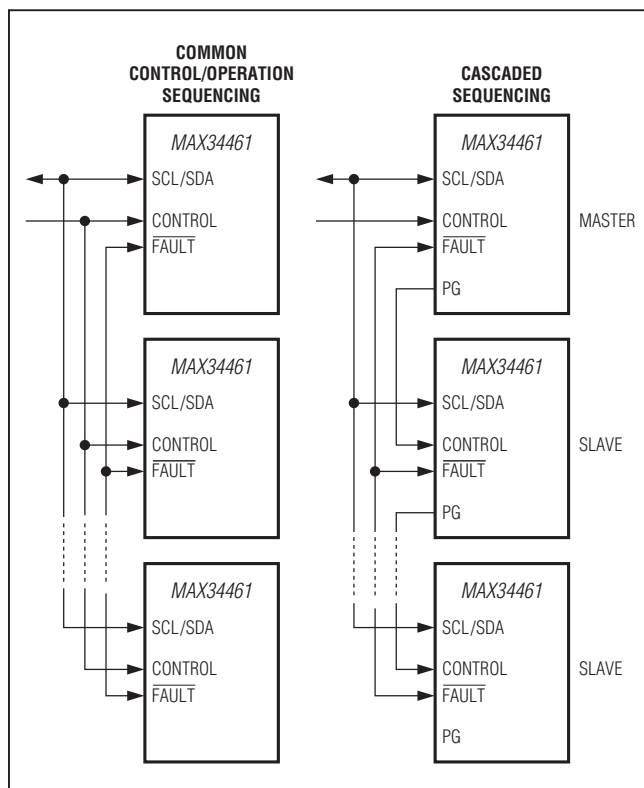 COMMON
CONTROL/OPERATION
SEQUENCING
MAX34461
SCL/SDA
CONTROL
FAULT
MAX34461
SCL/SDA
CONTROL
FAULT
MAX34461
SCL/SDA
CONTROL
FAULT
CASCADED
SEQUENCING
MAX34461
SCL/SDA
CONTROL
FAULT
PG
MASTER
MAX34461
SCL/SDA
CONTROL
FAULT
PG
SLAVE
MAX34461
SCL/SDA
CONTROL
FAULT
PG
SLAVE